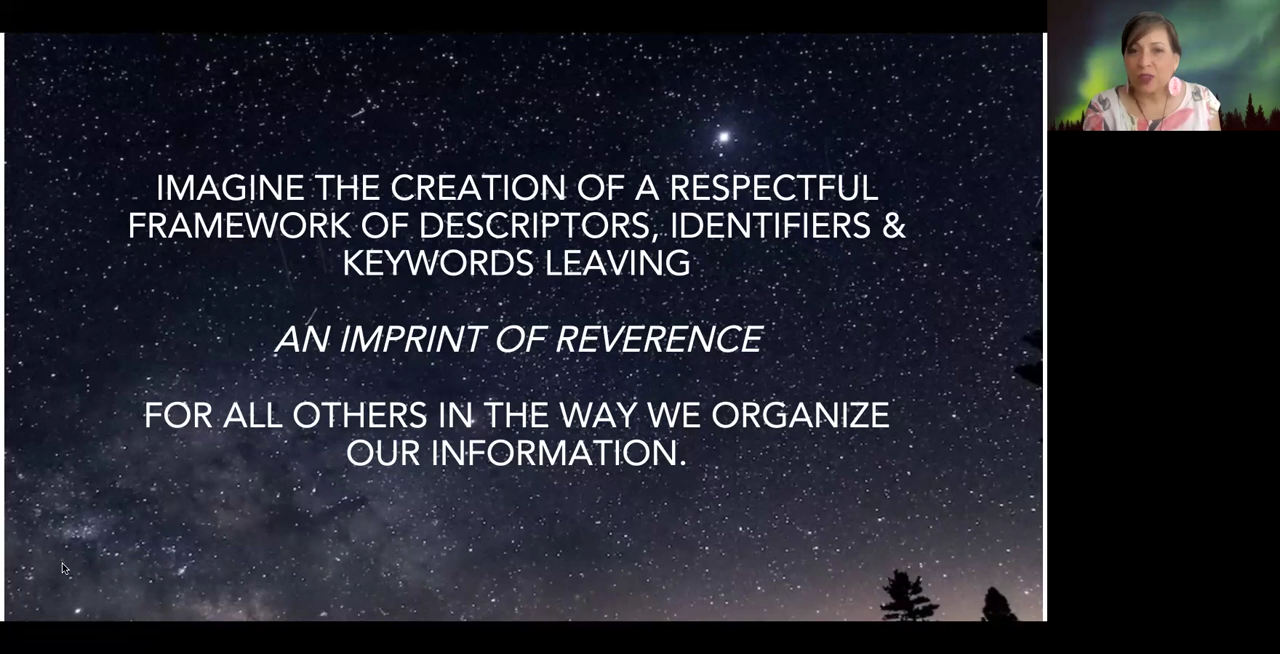 IMAGINE THE CREATION OF A RESPECTFUL
FRAMEWORK OF DESCRIPTORS, IDENTIFIERS &
KEYWORDS LEAVING
AN IMPRINT OF REVERENCE
FOR ALL OTHERS IN THE WAY WE ORGANIZE
OUR INFORMATION.